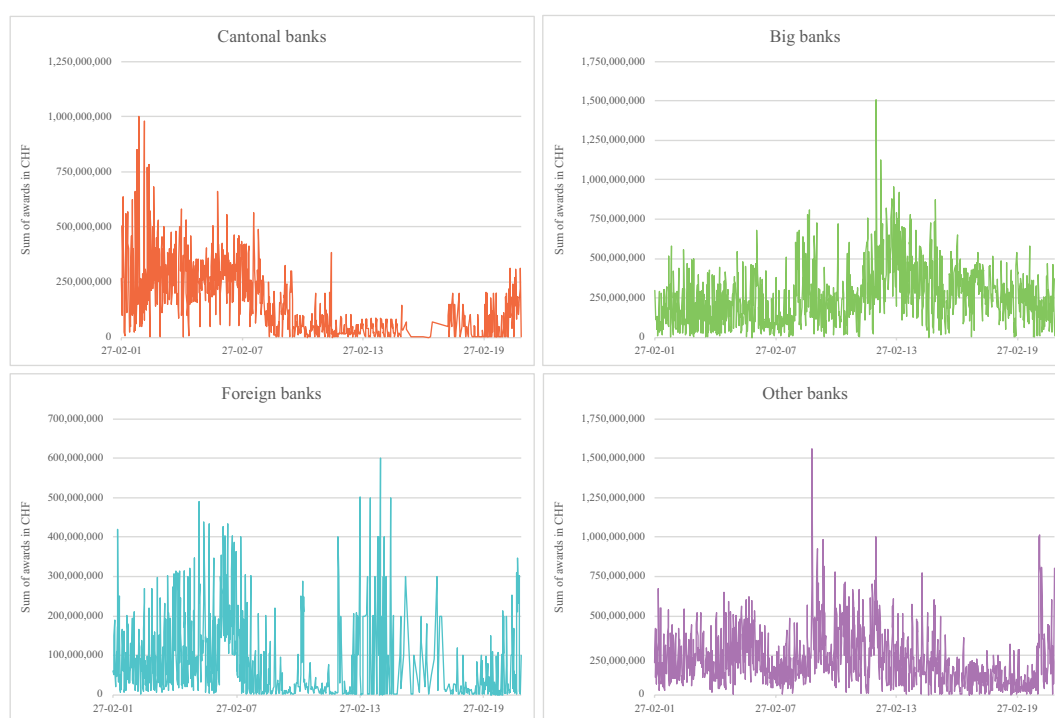 Cantonal banks
1,250,000,000
1,000,000,000
750,000,000
500,000,000
250,000,000
0
Sum of awards in CHF
27-02-01 27-02-07 27-02-13 27-02-19
Big banks
1,750,000,000
1,500,000,000
1,250,000,000
1,000,000,000
750,000,000
500,000,000
250,000,000
0
Sum of awards in CHF
27-02-01 27-02-07 27-02-13 27-02-19
Foreign banks
700,000,000
600,000,000
500,000,000
400,000,000
300,000,000
200,000,000
100,000,000
0
Sum of awards in CHF
27-02-01 27-02-07 27-02-13 27-02-19
Other banks
1,750,000,000
1,500,000,000
1,250,000,000
1,000,000,000
750,000,000
500,000,000
250,000,000
0
Sum of awards in CHF
27-02-01 27-02-07 27-02-13 27-02-19